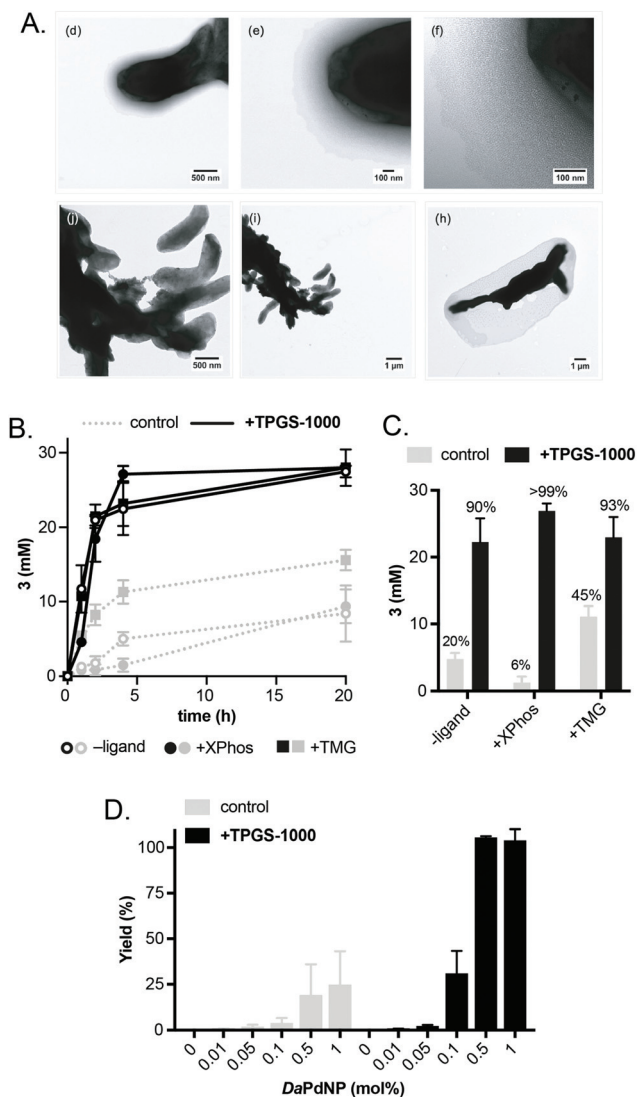 A.
(d)
(e)
(f)
500 nm
100 nm
100 nm
(j)
(i)
(h)
500 nm
1 μm
1 μm
B.
control +TPGS-1000
30
20
10
0
3 (mM)
0 5 10 15 20
time (h)
–ligand +XPhos +TMG
C.
control +TPGS-1000
30
20
10
0
3 (mM)
90%
>99%
93%
20%
6%
45%
-ligand
+XPhos
+TMG
D.
control
+TPGS-1000
100
75
50
25
0
Yield (%)
0 0.01 0.05 0.1 0.5 1 0 0.01 0.05 0.1 0.5 1
DaPdNP (mol%)